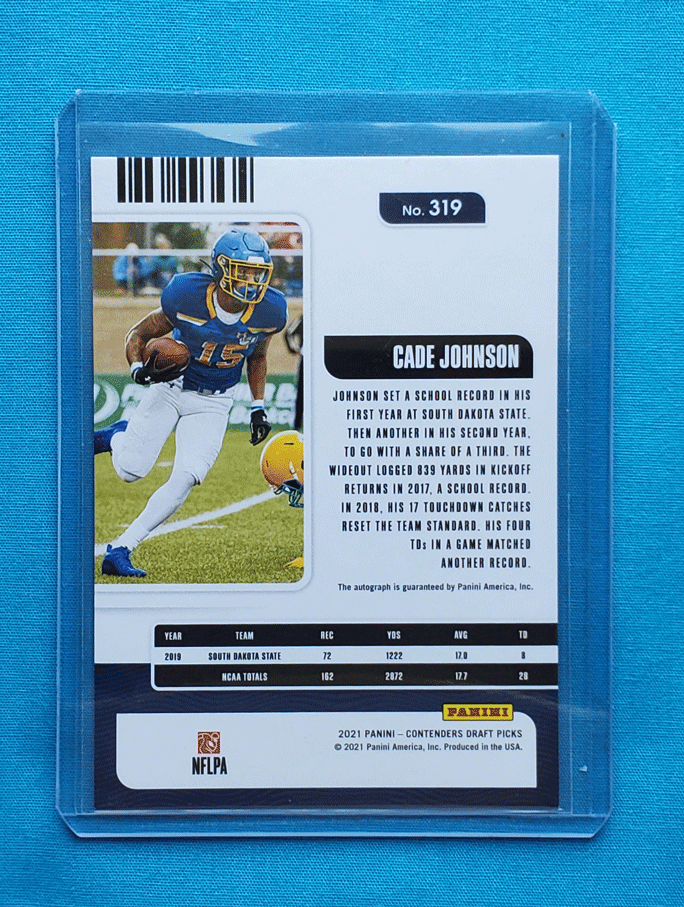 No. 319
15
CADE JOHNSON
JOHNSON SET A SCHOOL RECORD IN HIS
FIRST YEAR AT SOUTH DAKOTA STATE.
THEN ANOTHER IN HIS SECOND YEAR,
TO GO WITH A SHARE OF A THIRD. THE
WIDEOUT LOGGED 839 YARDS IN KICKOFF
RETURNS IN 2017, A SCHOOL RECORD.
IN 2018, HIS 17 TOUCHDOWN CATCHES
RESET THE TEAM STANDARD. HIS FOUR
TDs IN A GAME MATCHED
ANOTHER RECORD.
The autograph is guaranteed by Panini America, Inc.
YEAR TEAM REC YDS AVG TD
2019 SOUTH DAKOTA STATE 72 1222 17.0 8
NCAA TOTALS 162 2872 17.7 28
PANINI
2021 PANINI – CONTENDERS DRAFT PICKS
© 2021 Panini America, Inc. Produced in the USA.
NFLPA